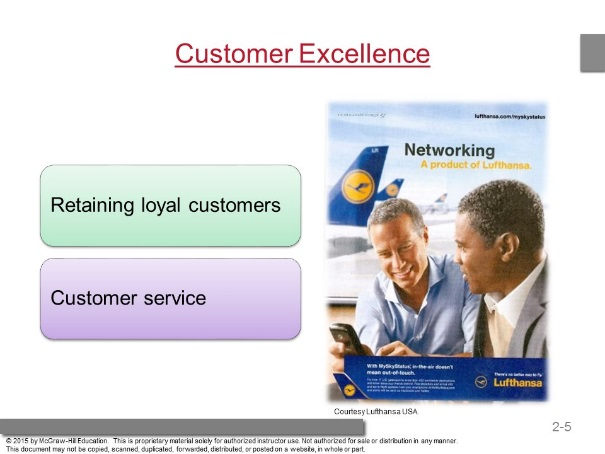 Customer Excellence
lufthansa.com/myskystatus
Networking
A product of Lufthansa.
Retaining loyal customers
Customer service
With MySkyStatus, in-the-air doesn't
mean out-of-touch.
There's no better way to fly.
Lufthansa
Courtesy Lufthansa USA
2-5
© 2015 by McGraw-Hill Education. This is proprietary material solely for authorized instructor use. Not authorized for sale or distribution in any manner.
This document may not be copied, scanned, duplicated, forwarded, distributed, or posted on a website, in whole or part.